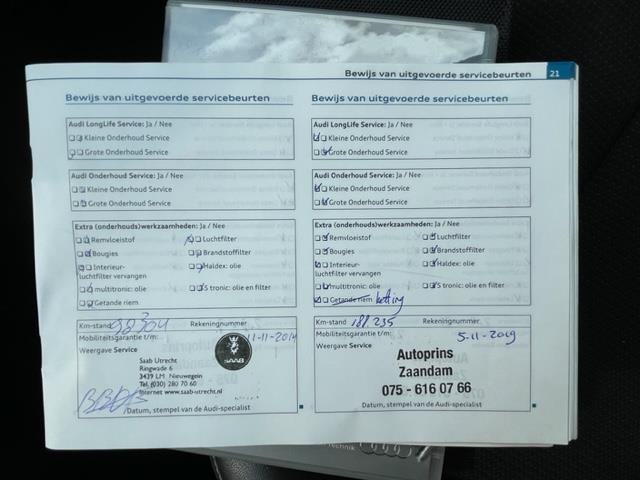 Bewijs van uitgevoerde servicebeurten 21
Bewijs van uitgevoerde servicebeurten
Audi LongLife Service: Ja / Nee
Kleine Onderhoud Service
Grote Onderhoud Service
Audi Onderhoud Service: Ja / Nee
Kleine Onderhoud Service
Grote Onderhoud Service
Extra (onderhouds)werkzaamheden: Ja / Nee
Remvloeistof
Luchtfilter
Bougies
Brandstoffilter
Interieur-
luchtfilter vervangen
Haldex: olie
multitronic: olie
S tronic: olie en filter
Getande riem
Km-stand 98304 Rekeningnummer
Mobiliteitsgarantie t/m: 11-11-2014
Weergave Service
SAAB
Saab Utrecht
Ringwade 6
3439 LM Nieuwegein
Tel. (030) 280 70 60
Internet www.saab-utrecht.nl
Datum, stempel van de Audi-specialist
Bewijs van uitgevoerde servicebeurten
Audi LongLife Service: Ja / Nee
Kleine Onderhoud Service
Grote Onderhoud Service
Audi Onderhoud Service: Ja / Nee
Kleine Onderhoud Service
Grote Onderhoud Service
Extra (onderhouds)werkzaamheden: Ja / Nee
Remvloeistof
Luchtfilter
Bougies
Brandstoffilter
Interieur-
luchtfilter vervangen
Haldex: olie
multitronic: olie
S tronic: olie en filter
Getande riem ketting
Km-stand 188.235 Rekeningnummer
Mobiliteitsgarantie t/m: 5-11-2019
Weergave Service
Autoprins
Zaandam
075 - 616 07 66
Datum, stempel van de Audi-specialist